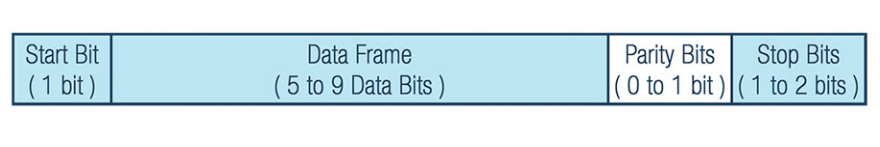 Start Bit
( 1 bit )
Data Frame
( 5 to 9 Data Bits )
Parity Bits
( 0 to 1 bit )
Stop Bits
( 1 to 2 bits )